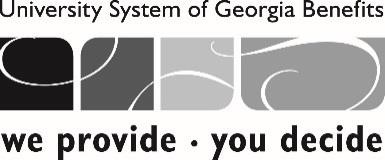 University System of Georgia Benefits
we provide · you decide